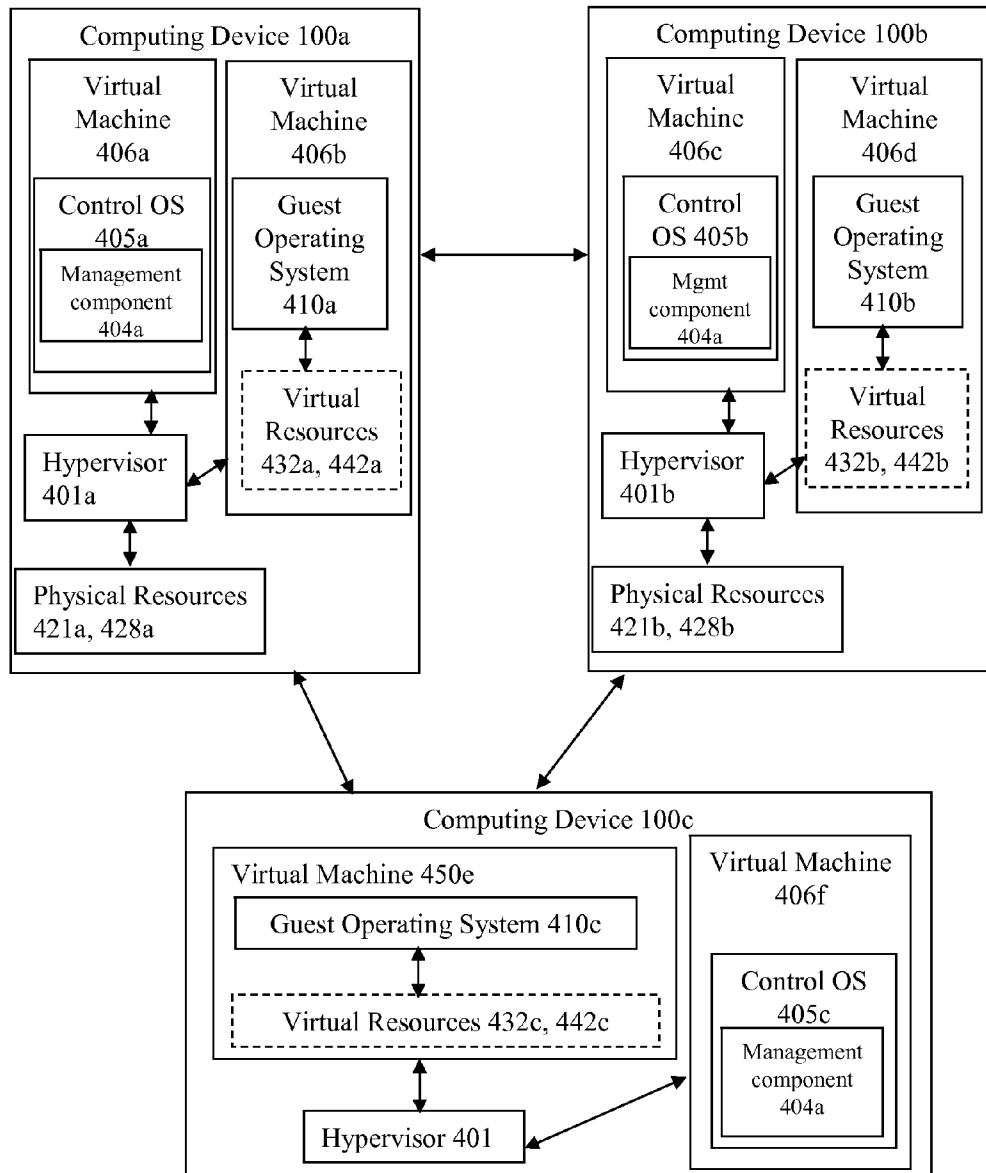 Computing Device 100a
Virtual
Machine
406a
Control OS
405a
Management
component
404a
Virtual
Machine
406b
Guest
Operating
System
410a
Virtual
Resources
432a, 442a
Hypervisor
401a
Physical Resources
421a, 428a
Computing Device 100b
Virtual
Machine
406c
Control
OS 405b
Mgmt
component
404a
Virtual
Machine
406d
Guest
Operating
System
410b
Virtual
Resources
432b, 442b
Hypervisor
401b
Physical Resources
421b, 428b
Computing Device 100c
Virtual Machine 450e
Guest Operating System 410c
Virtual Resources 432c, 442c
Hypervisor 401
Virtual Machine
406f
Control OS
405c
Management
component
404a